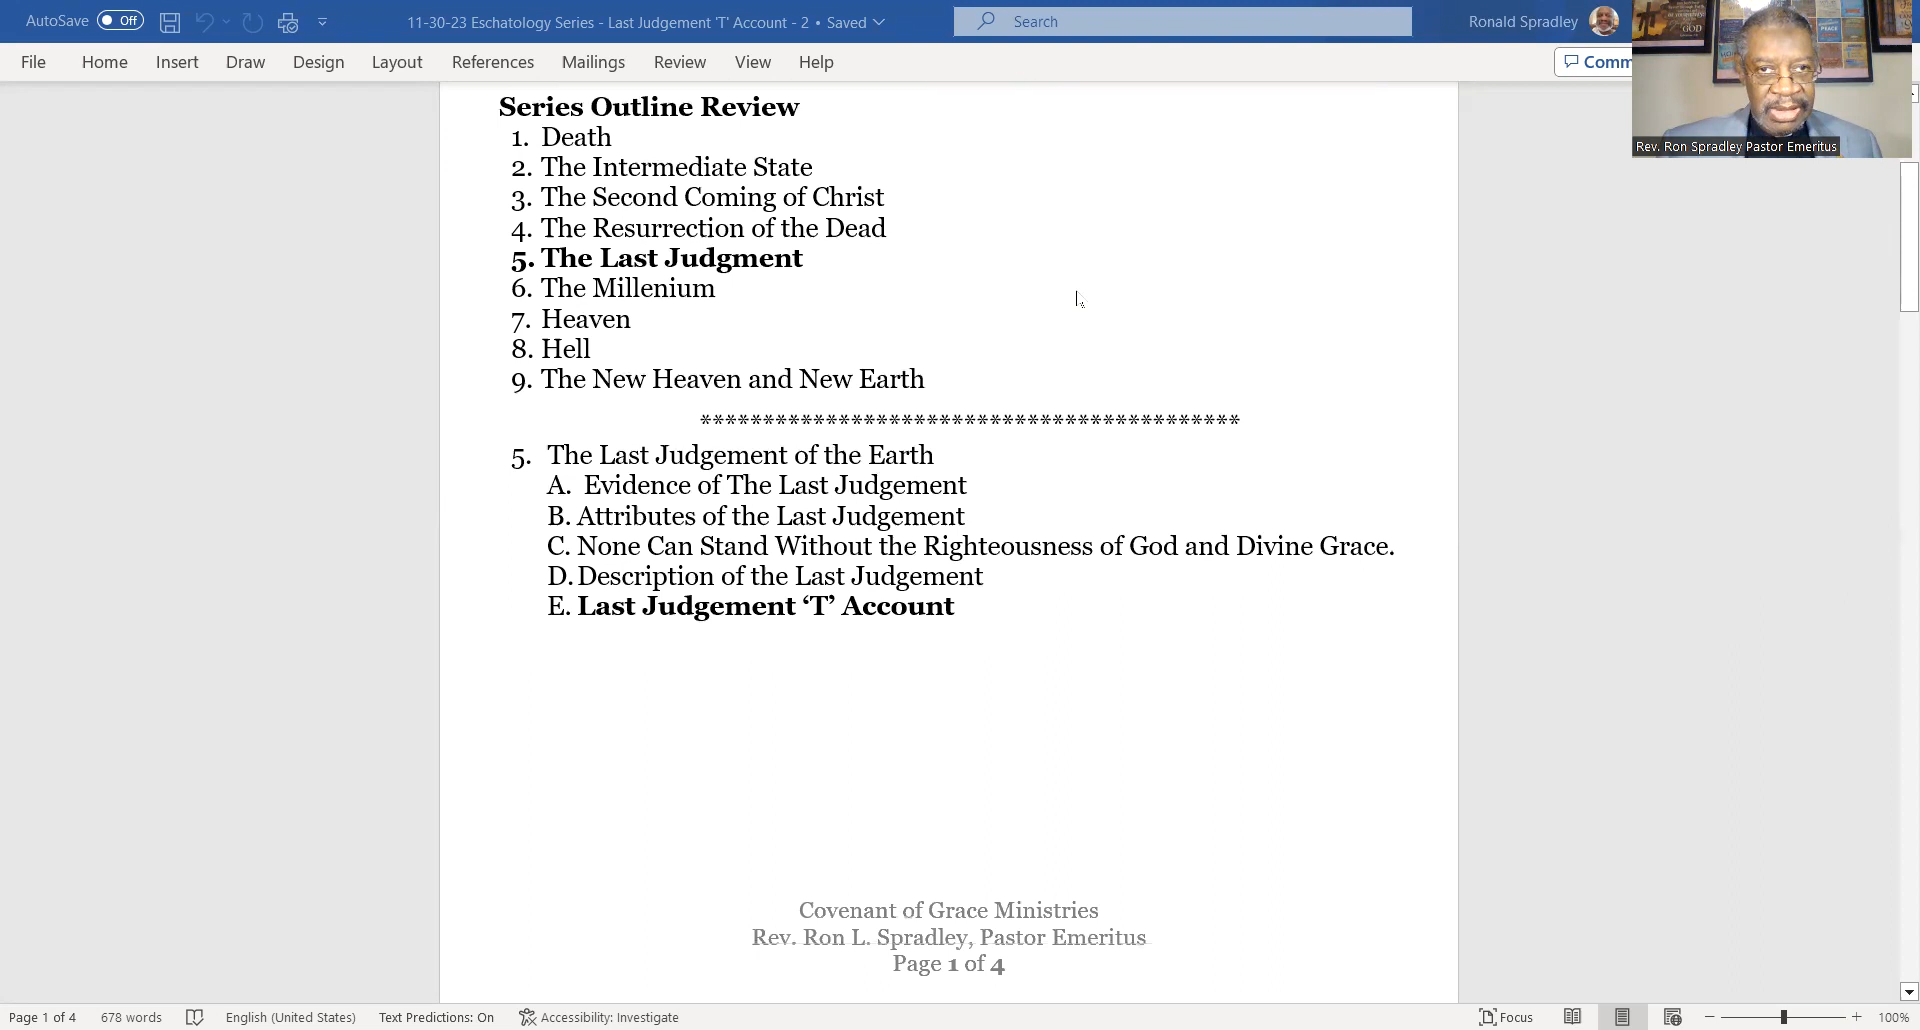 AutoSave Off 11-30-23 Eschatology Series - Last Judgement 'T' Account - 2 • Saved Search Ronald Spradley
File Home Insert Draw Design Layout References Mailings Review View Help Comm
GOD
PEACE
Rev. Ron Spradley Pastor Emeritus
Series Outline Review
1. Death
2. The Intermediate State
3. The Second Coming of Christ
4. The Resurrection of the Dead
5. The Last Judgment
6. The Millenium
7. Heaven
8. Hell
9. The New Heaven and New Earth
*******************************************
5. The Last Judgement of the Earth
A. Evidence of The Last Judgement
B. Attributes of the Last Judgement
C. None Can Stand Without the Righteousness of God and Divine Grace.
D. Description of the Last Judgement
E. Last Judgement ‘T’ Account
Covenant of Grace Ministries
Rev. Ron L. Spradley, Pastor Emeritus
Page 1 of 4
Page 1 of 4 678 words English (United States) Text Predictions: On Accessibility: Investigate Focus 100%